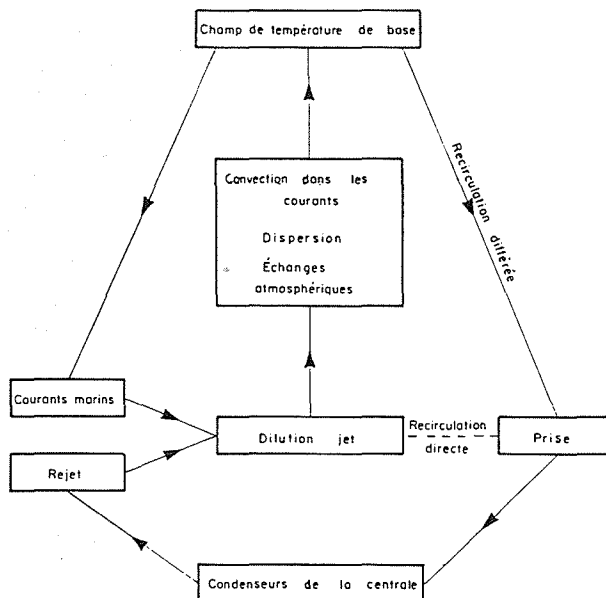 Champ de température de base
Convection dans les
courants
Dispersion
Échanges
atmosphériques
Recirculation différée
Courants marins
Rejet
Dilution jet
Recirculation
directe
Prise
Condenseurs de la centrale